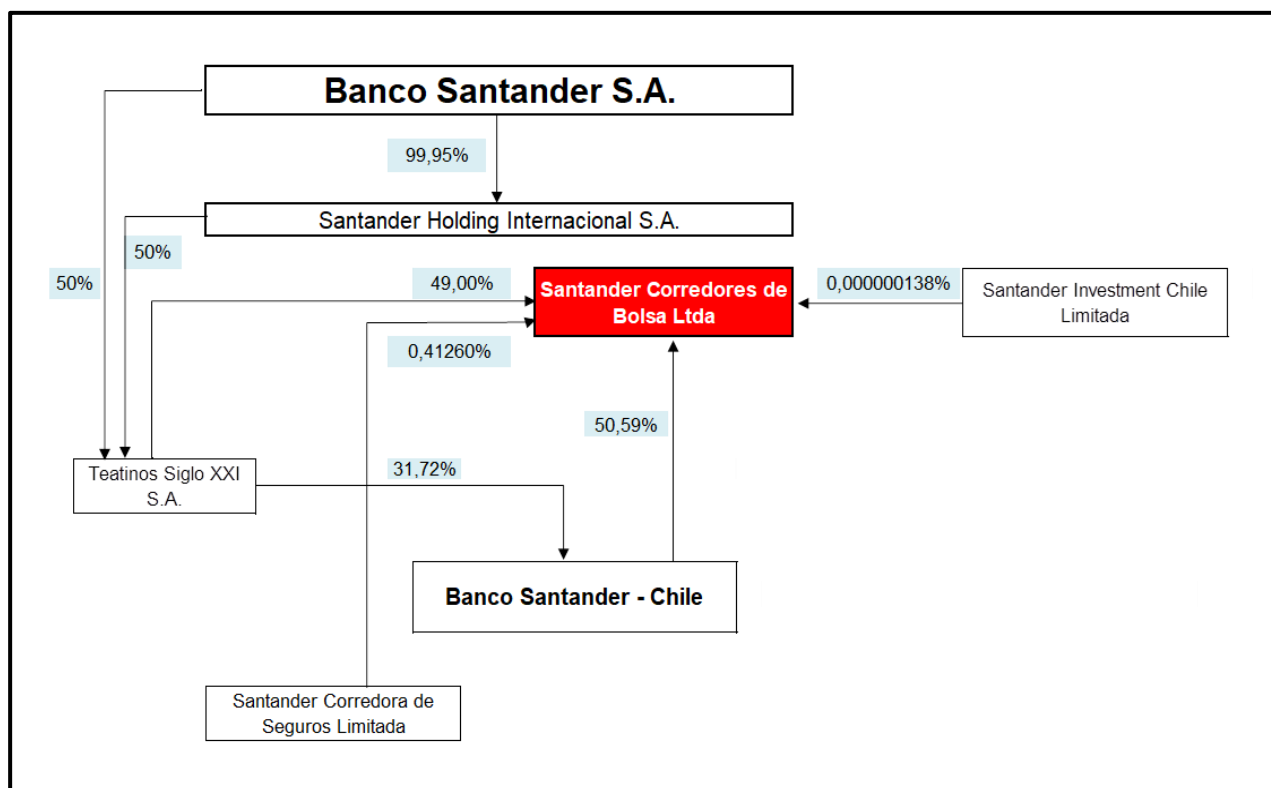 Banco Santander S.A.
99,95%
Santander Holding Internacional S.A.
50%
50%
49,00%
Santander Corredores de
Bolsa Ltda
0,000000138%
Santander Investment Chile
Limitada
0,41260%
50,59%
Teatinos Siglo XXI
S.A.
31,72%
Banco Santander - Chile
Santander Corredora de
Seguros Limitada